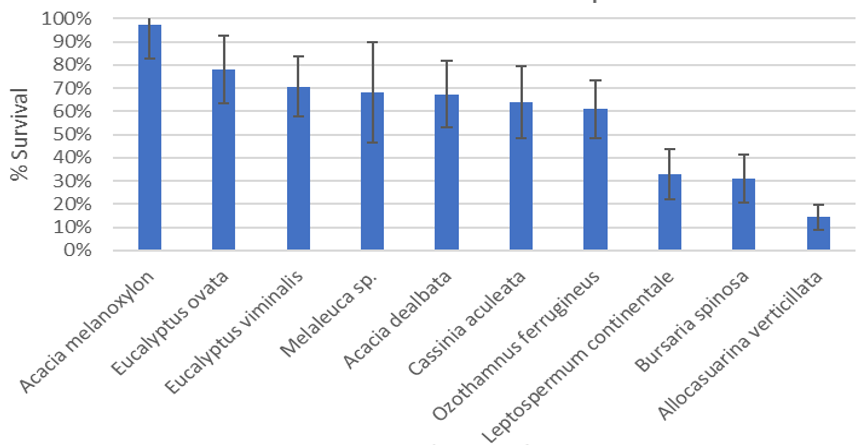 100%
90%
80%
70%
60%
50%
40%
30%
20%
10%
0%
% Survival
Acacia melanoxylon
Eucalyptus ovata
Eucalyptus viminalis
Melaleuca sp.
Acacia dealbata
Cassinia aculeata
Ozothamnus ferrugineus
Leptospermum continentale
Bursaria spinosa
Allocasuarina verticillata